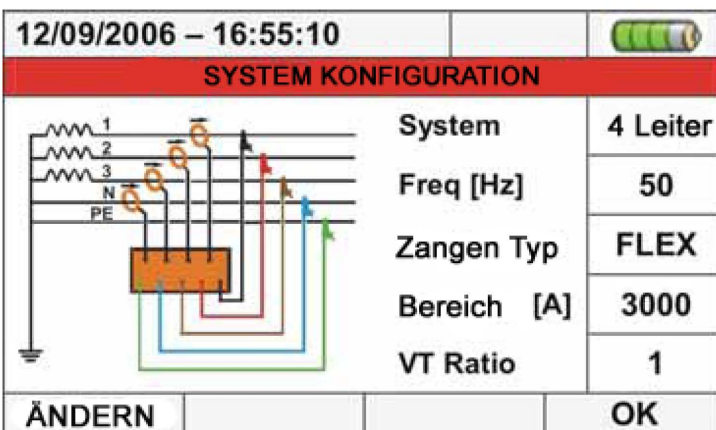 12/09/2006 – 16:55:10
SYSTEM KONFIGURATION
1
2
3
N
PE
System 4 Leiter
Freq [Hz] 50
Zangen Typ FLEX
Bereich [A] 3000
VT Ratio 1
ÄNDERN OK